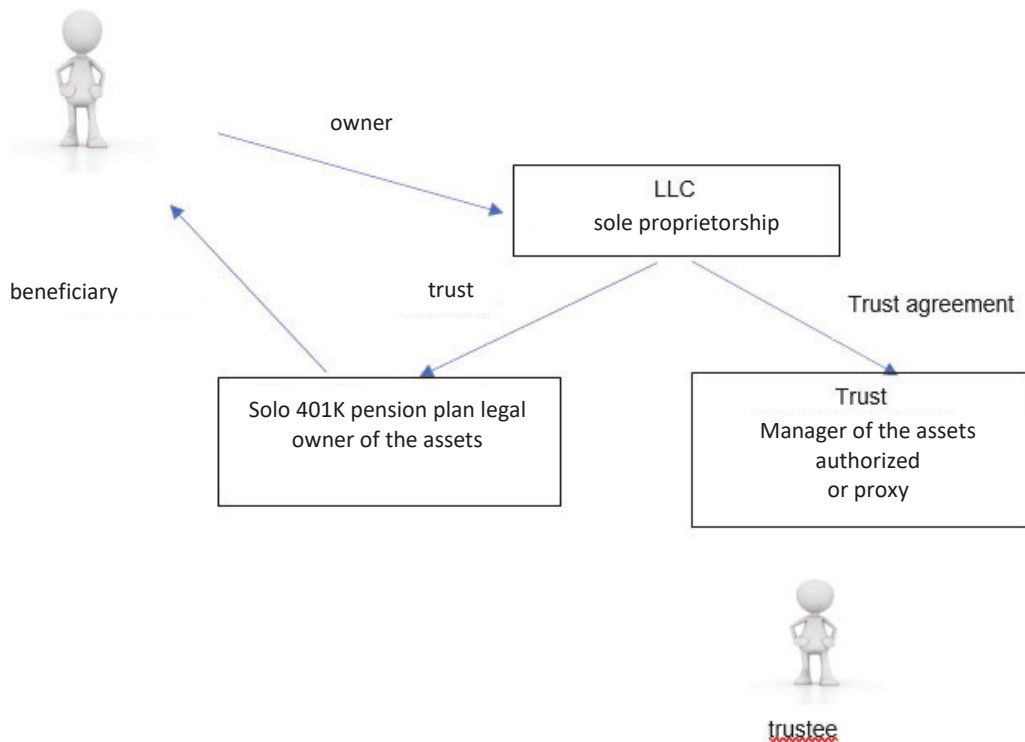 owner
LLC
sole proprietorship
beneficiary
trust
Trust agreement
Solo 401K pension plan legal
owner of the assets
Trust
Manager of the assets
authorized
or proxy
trustee